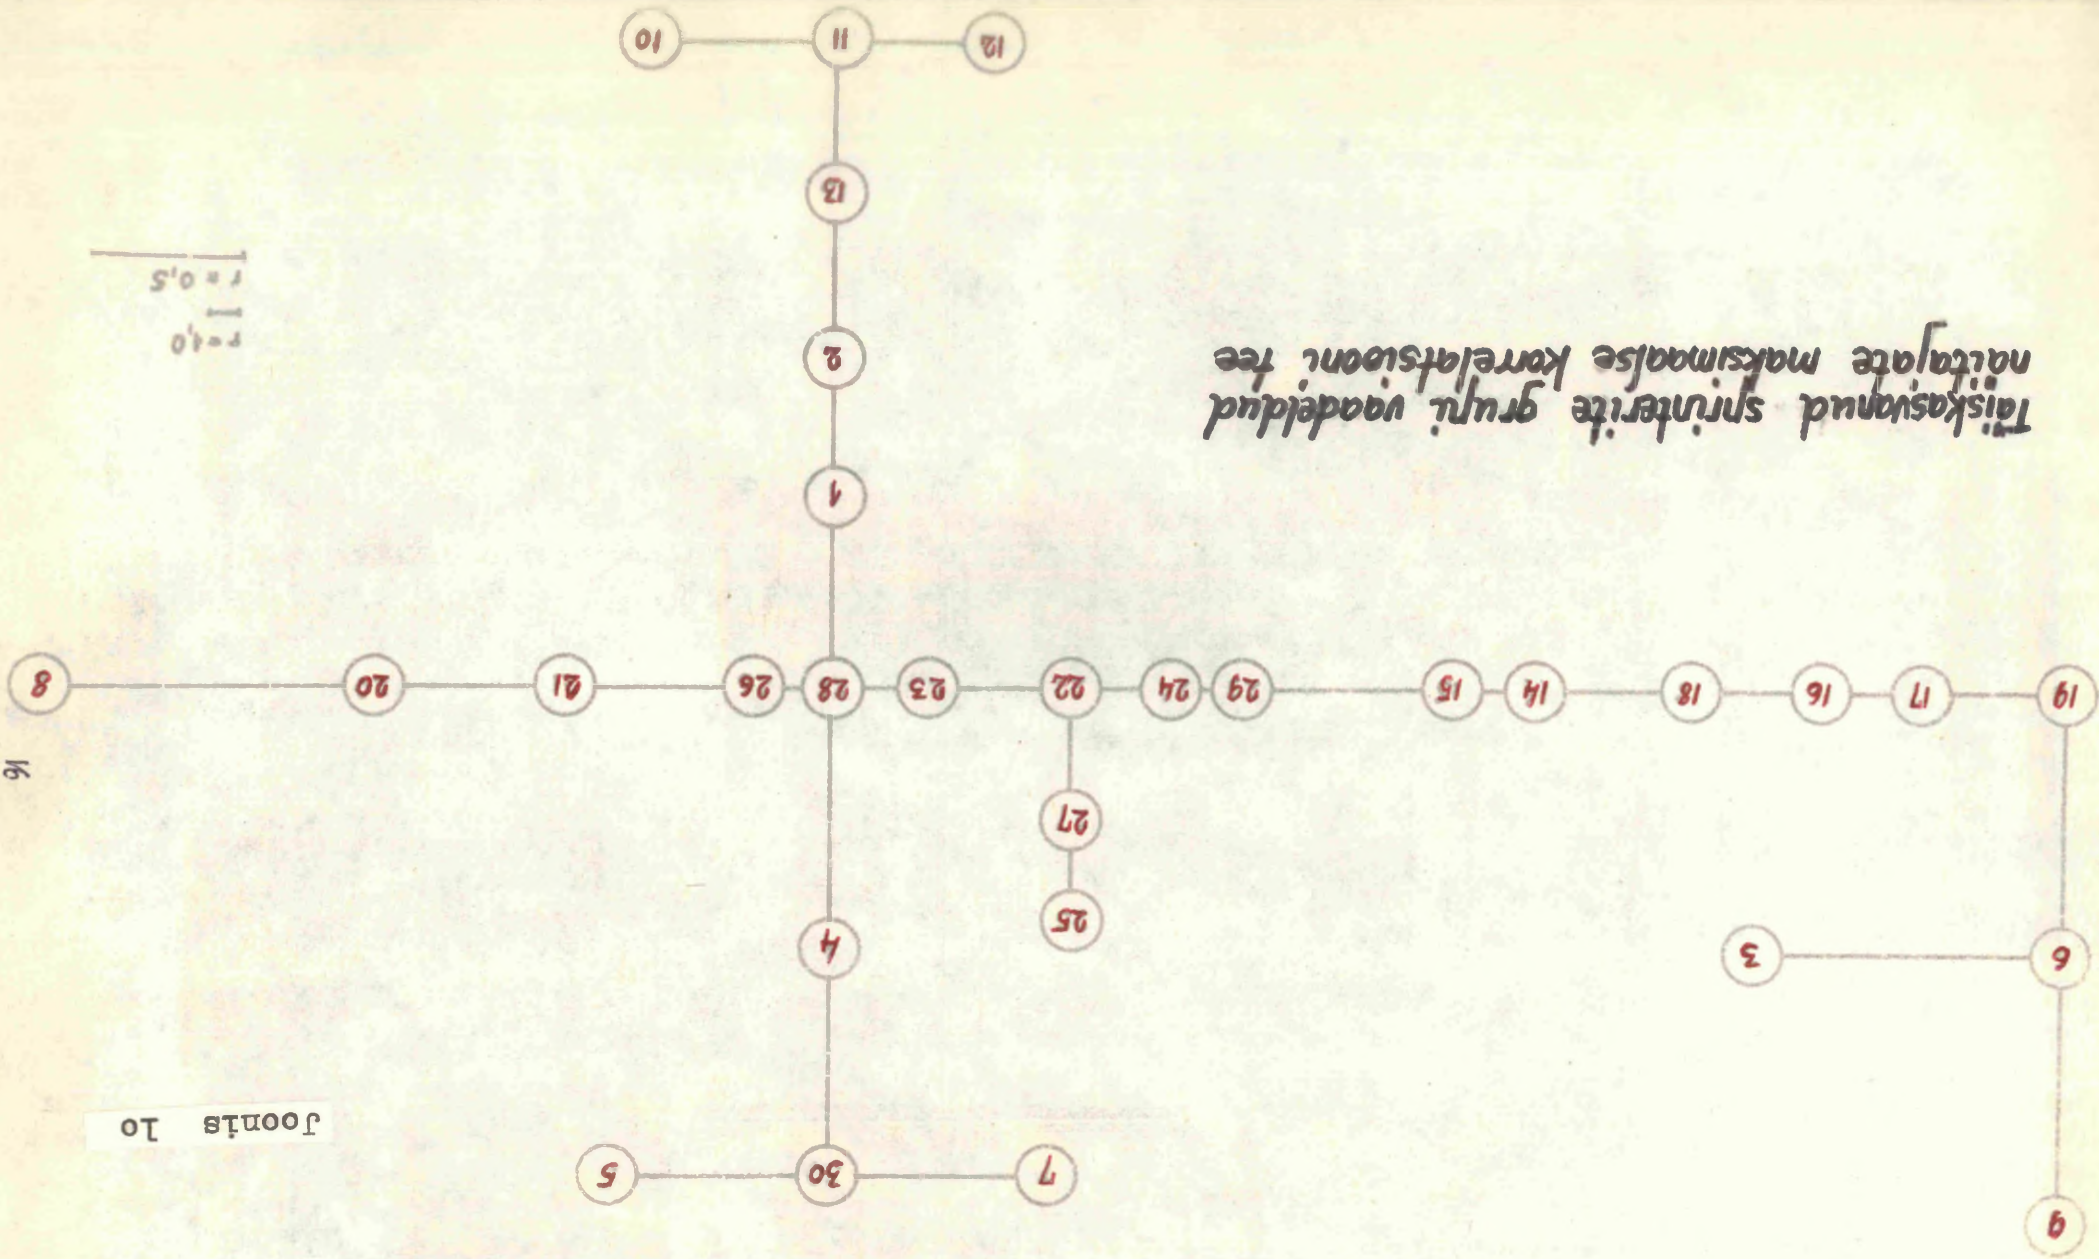 9
7 30 5
Joonis lo
6 3 4
25
27
19 17 16 18 14 15 29 24 22 23 28 26 21 20 8
1
Täiskasvanud sprinterite grupi vaadeldud
näitajate maksimaalse korrelatsiooni tee
2
r=1,0
r=0,5
13
12 11 10